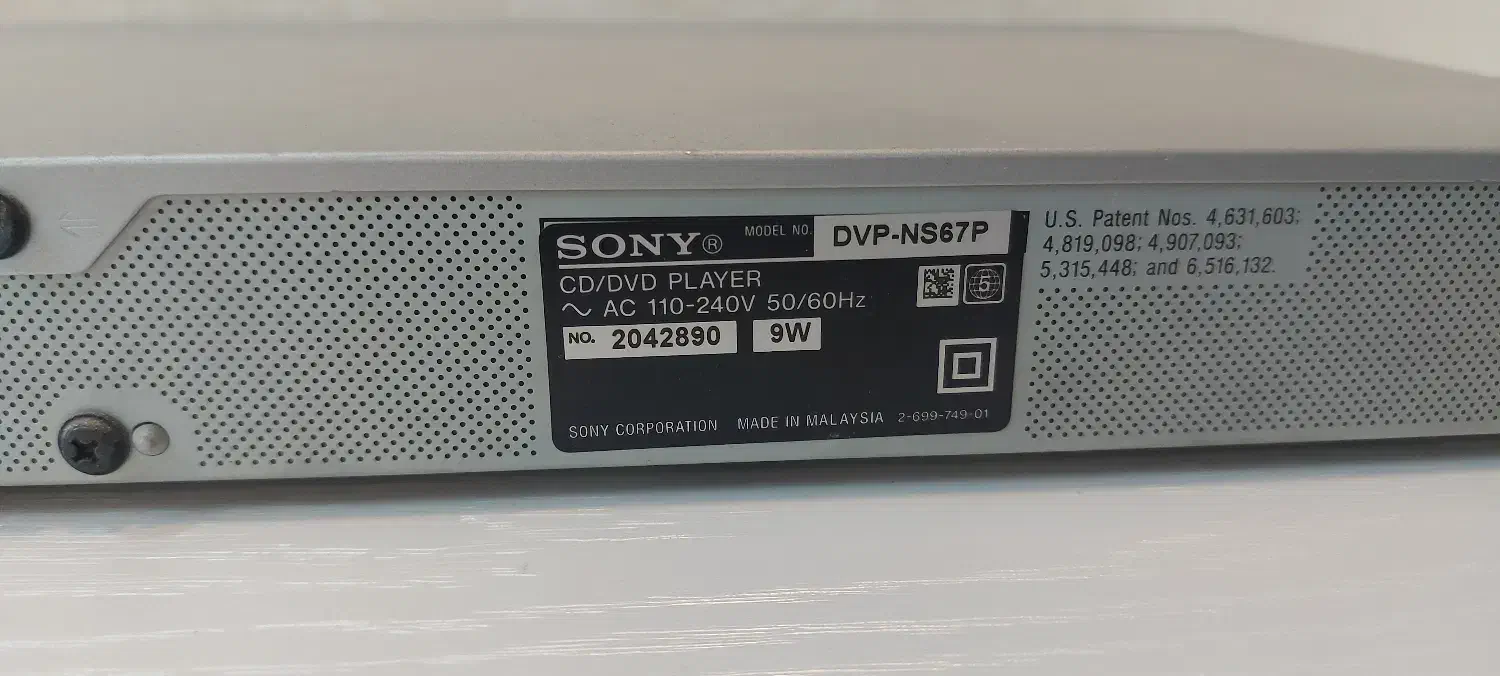 SONY® MODEL NO. DVP-NS67P
CD/DVD PLAYER
~ AC 110-240V 50/60Hz
NO. 2042890 9W
5
SONY CORPORATION MADE IN MALAYSIA 2-699-749-01
U.S. Patent Nos. 4,631,603;
4,819,098; 4,907,093;
5,315,448; and 6,516,132.